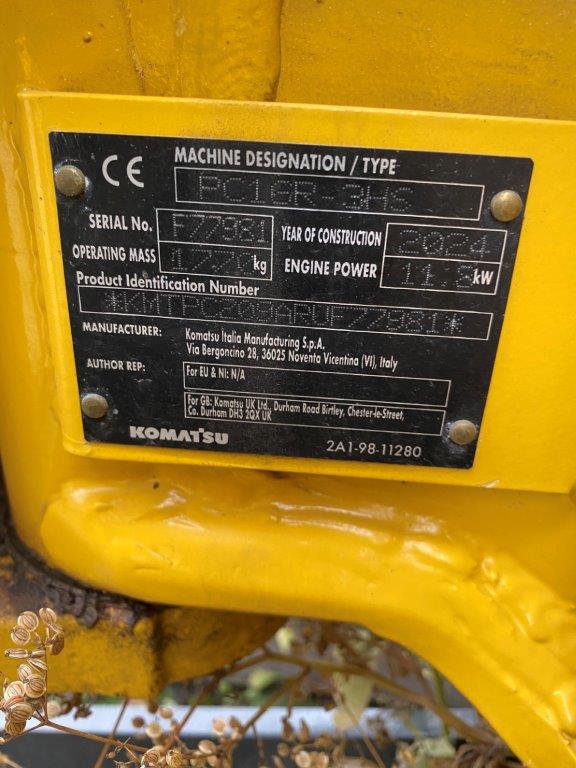 CE
MACHINE DESIGNATION / TYPE
PC16R-3HS
SERIAL No. F77981 YEAR OF CONSTRUCTION 2024
OPERATING MASS 1770 kg ENGINE POWER 11.8 kW
Product Identification Number
*KMTPC209ARVF77981*
MANUFACTURER: Komatsu Italia Manufacturing S.p.A.
Via Bergoncino 28, 36025 Noventa Vicentina (VI), Italy
AUTHOR REP: For EU & NI: N/A
For GB: Komatsu UK Ltd., Durham Road Birtley, Chester-le-Street,
Co. Durham DH3 2QX UK
KOMATSU 2A1-98-11280